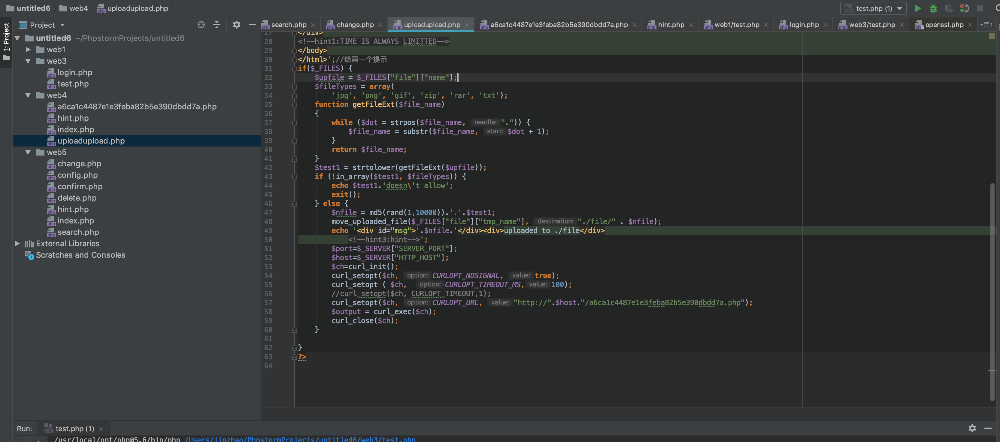 untitled6 web4 uploadupload.php test.php (1)
Project search.php change.php uploadupload.php a6ca1c4487e1e3feba82b5e390dbdd7a.php hint.php web1/test.php login.php web3/test.php openssl.php 1
1: Project
untitled6 ~/PhpstormProjects/untitled6
web1
web3
login.php
test.php
web4
a6ca1c4487e1e3feba82b5e390dbdd7a.php
hint.php
index.php
uploadupload.php
web5
change.php
config.php
confirm.php
delete.php
hint.php
index.php
search.php
External Libraries
Scratches and Consoles
27 </div>
28 <!--hint1:TIME IS ALWAYS LIMITTED-->
29 </body>
30 </html>';//给第一个提示
31 if($_FILES) {
32 $upfile = $_FILES["file"]["name"];
33 $fileTypes = array(
34 'jpg', 'png', 'gif', 'zip', 'rar', 'txt');
35 function getFileExt($file_name)
36 {
37 while ($dot = strpos($file_name, needle: ".")) {
38 $file_name = substr($file_name, start: $dot + 1);
39 }
40 return $file_name;
41 }
42 $test1 = strtolower(getFileExt($upfile));
43 if (!in_array($test1, $fileTypes)) {
44 echo $test1.'doesn\'t allow';
45 exit();
46 } else {
47 $nfile = md5(rand(1,10000)).'.'.$test1;
48 move_uploaded_file($_FILES["file"]["tmp_name"], destination: "./file/" . $nfile);
49 echo '<div id="msg">'.$nfile.'</div><div>uploaded to ./file</div>
50 <!--hint3:hint-->';
51 $port=$_SERVER["SERVER_PORT"];
52 $host=$_SERVER["HTTP_HOST"];
53 $ch=curl_init();
54 curl_setopt($ch, option: CURLOPT_NOSIGNAL, value: true);
55 curl_setopt ( $ch, option: CURLOPT_TIMEOUT_MS, value: 100);
56 //curl_setopt($ch, CURLOPT_TIMEOUT,1);
57 curl_setopt($ch, option: CURLOPT_URL, value: "http://".$host."/a6ca1c4487e1e3feba82b5e390dbdd7a.php");
58 $output = curl_exec($ch);
59 curl_close($ch);
60 }
61
62 }
63 ?>
64
Run: test.php (1)
/usr/local/opt/php@5.6/bin/php /Users/jinzhao/PhpstormProjects/untitled6/web3/test.php